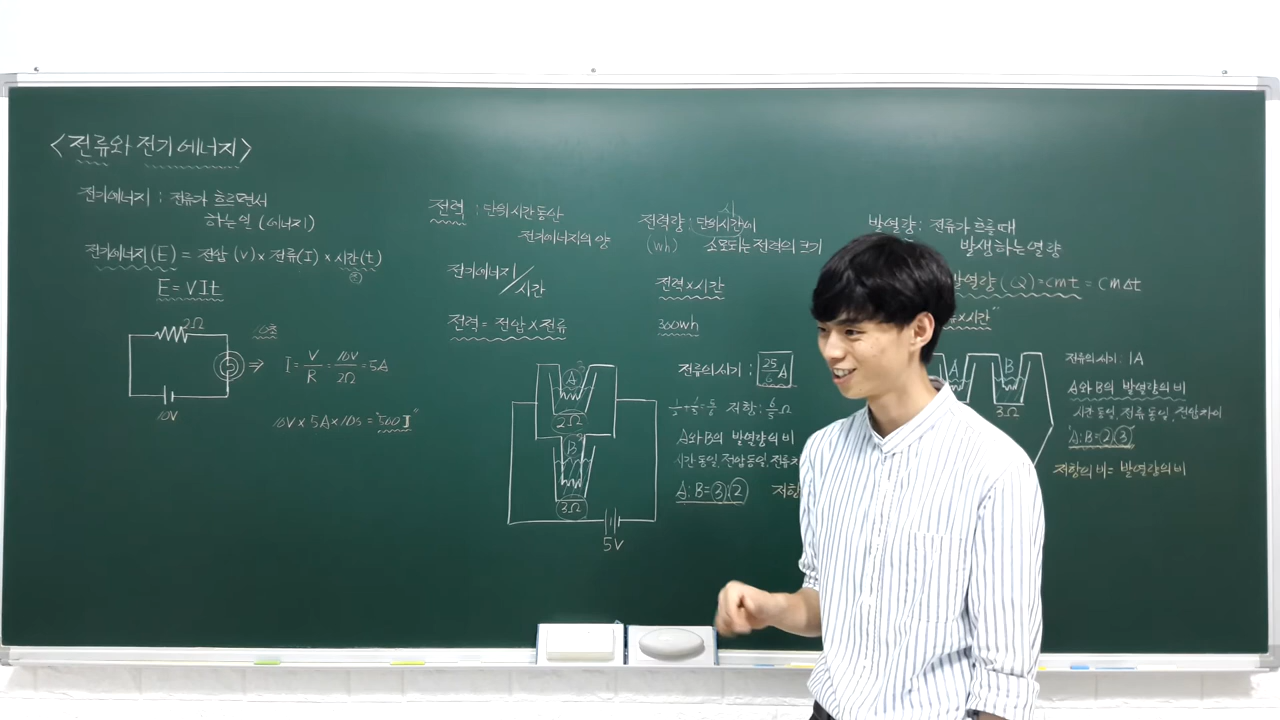 <전류와 전기에너지>
전기에너지 : 전류가 흐르면서
하는 일 (에너지)
전기에너지(E) = 전압 (V) x 전류(I) x 시간(t)
E = VIt
2Ω
10초
10V
I = V/R = 10V/2Ω = 5A
10V x 5A x 10s = "500J"
전력 : 단위시간동안
전기에너지의 양
전기에너지/시간
전력 = 전압 x 전류
A
2Ω
B
3Ω
5V
전력량 : 단위시간에
시
(Wh) 소모되는 전력의 크기
전력x시간
300Wh
전류의 세기 : 25/6 A
저항 : 6/5 Ω
A와 B의 발열량의 비
시간동일, 전압동일,
A : B = ③ : ②
발열량 : 전류가 흐를 때
발생하는 열량
발열량 (Q) = cmt = cmΔt
시간"
A
B
3Ω
전류의 세기 : 1A
A와 B의 발열량의 비
시간동일, 전류동일, 전압차이
A : B = ② : ③
저항의 비 = 발열량의 비